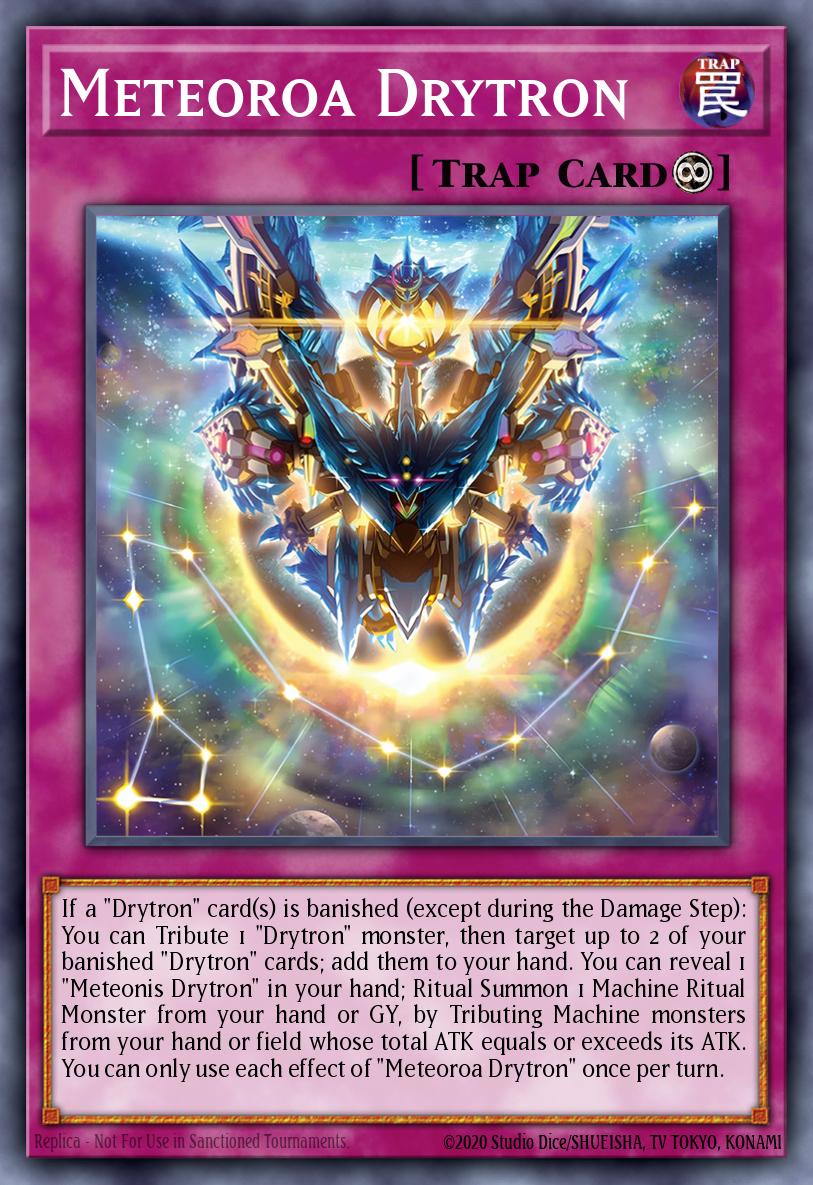 Meteoroa Drytron
TRAP
罠
[Trap Card]
If a "Drytron" card(s) is banished (except during the Damage Step):
You can Tribute 1 "Drytron" monster, then target up to 2 of your
banished "Drytron" cards; add them to your hand. You can reveal 1
"Meteonis Drytron" in your hand; Ritual Summon 1 Machine Ritual
Monster from your hand or GY, by Tributing Machine monsters
from your hand or field whose total ATK equals or exceeds its ATK.
You can only use each effect of "Meteoroa Drytron" once per turn.
Replica - Not For Use in Sanctioned Tournaments.
©2020 Studio Dice/SHUEISHA, TV TOKYO, KONAMI